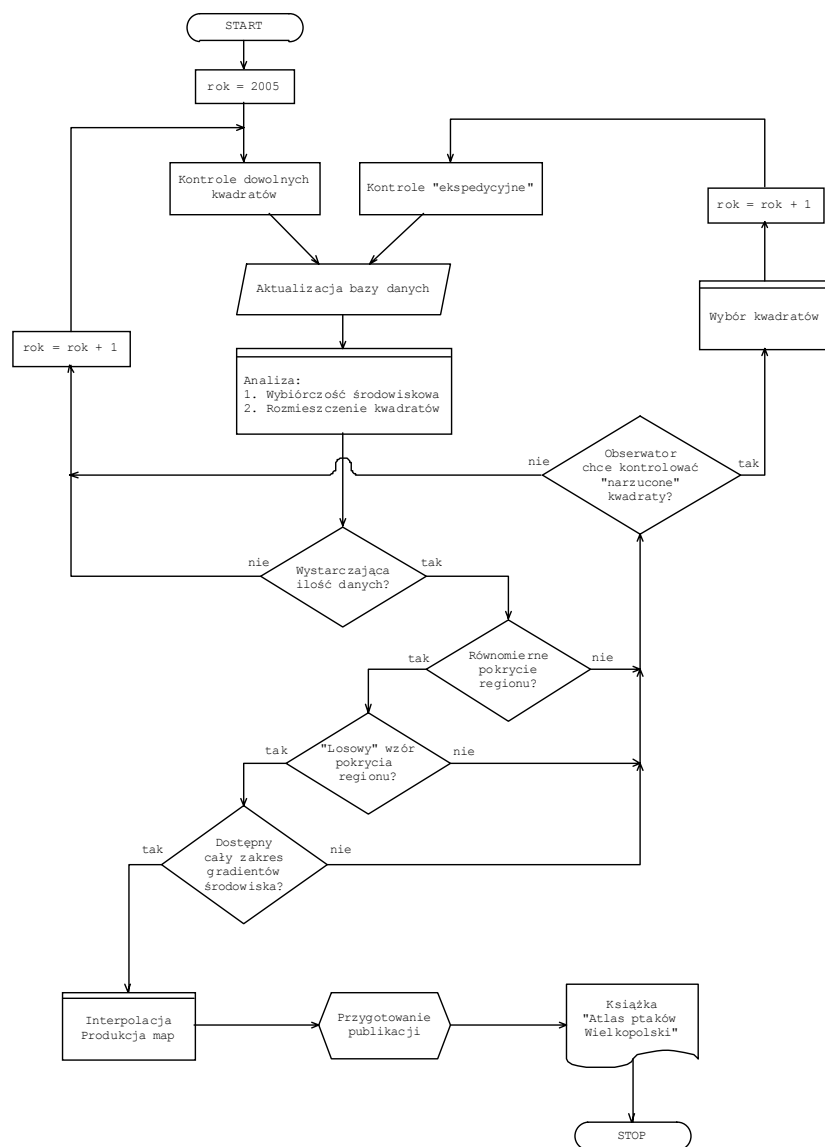 START
rok = 2005
Kontrole dowolnych
kwadratów
Kontrole "ekspedycyjne"
rok = rok + 1
Aktualizacja bazy danych
Wybór kwadratów
rok = rok + 1
Analiza:
1. Wybiórczość środowiskowa
2. Rozmieszczenie kwadratów
nie
Obserwator
chce kontrolować
"narzucone"
kwadraty?
tak
nie
Wystarczająca
ilość danych?
tak
tak
Równomierne
pokrycie
regionu?
nie
tak
"Losowy" wzór
pokrycia
regionu?
nie
tak
Dostępny
cały zakres
gradientów
środowiska?
nie
Interpolacja
Produkcja map
Przygotowanie
publikacji
Książka
"Atlas ptaków
Wielkopolski"
STOP